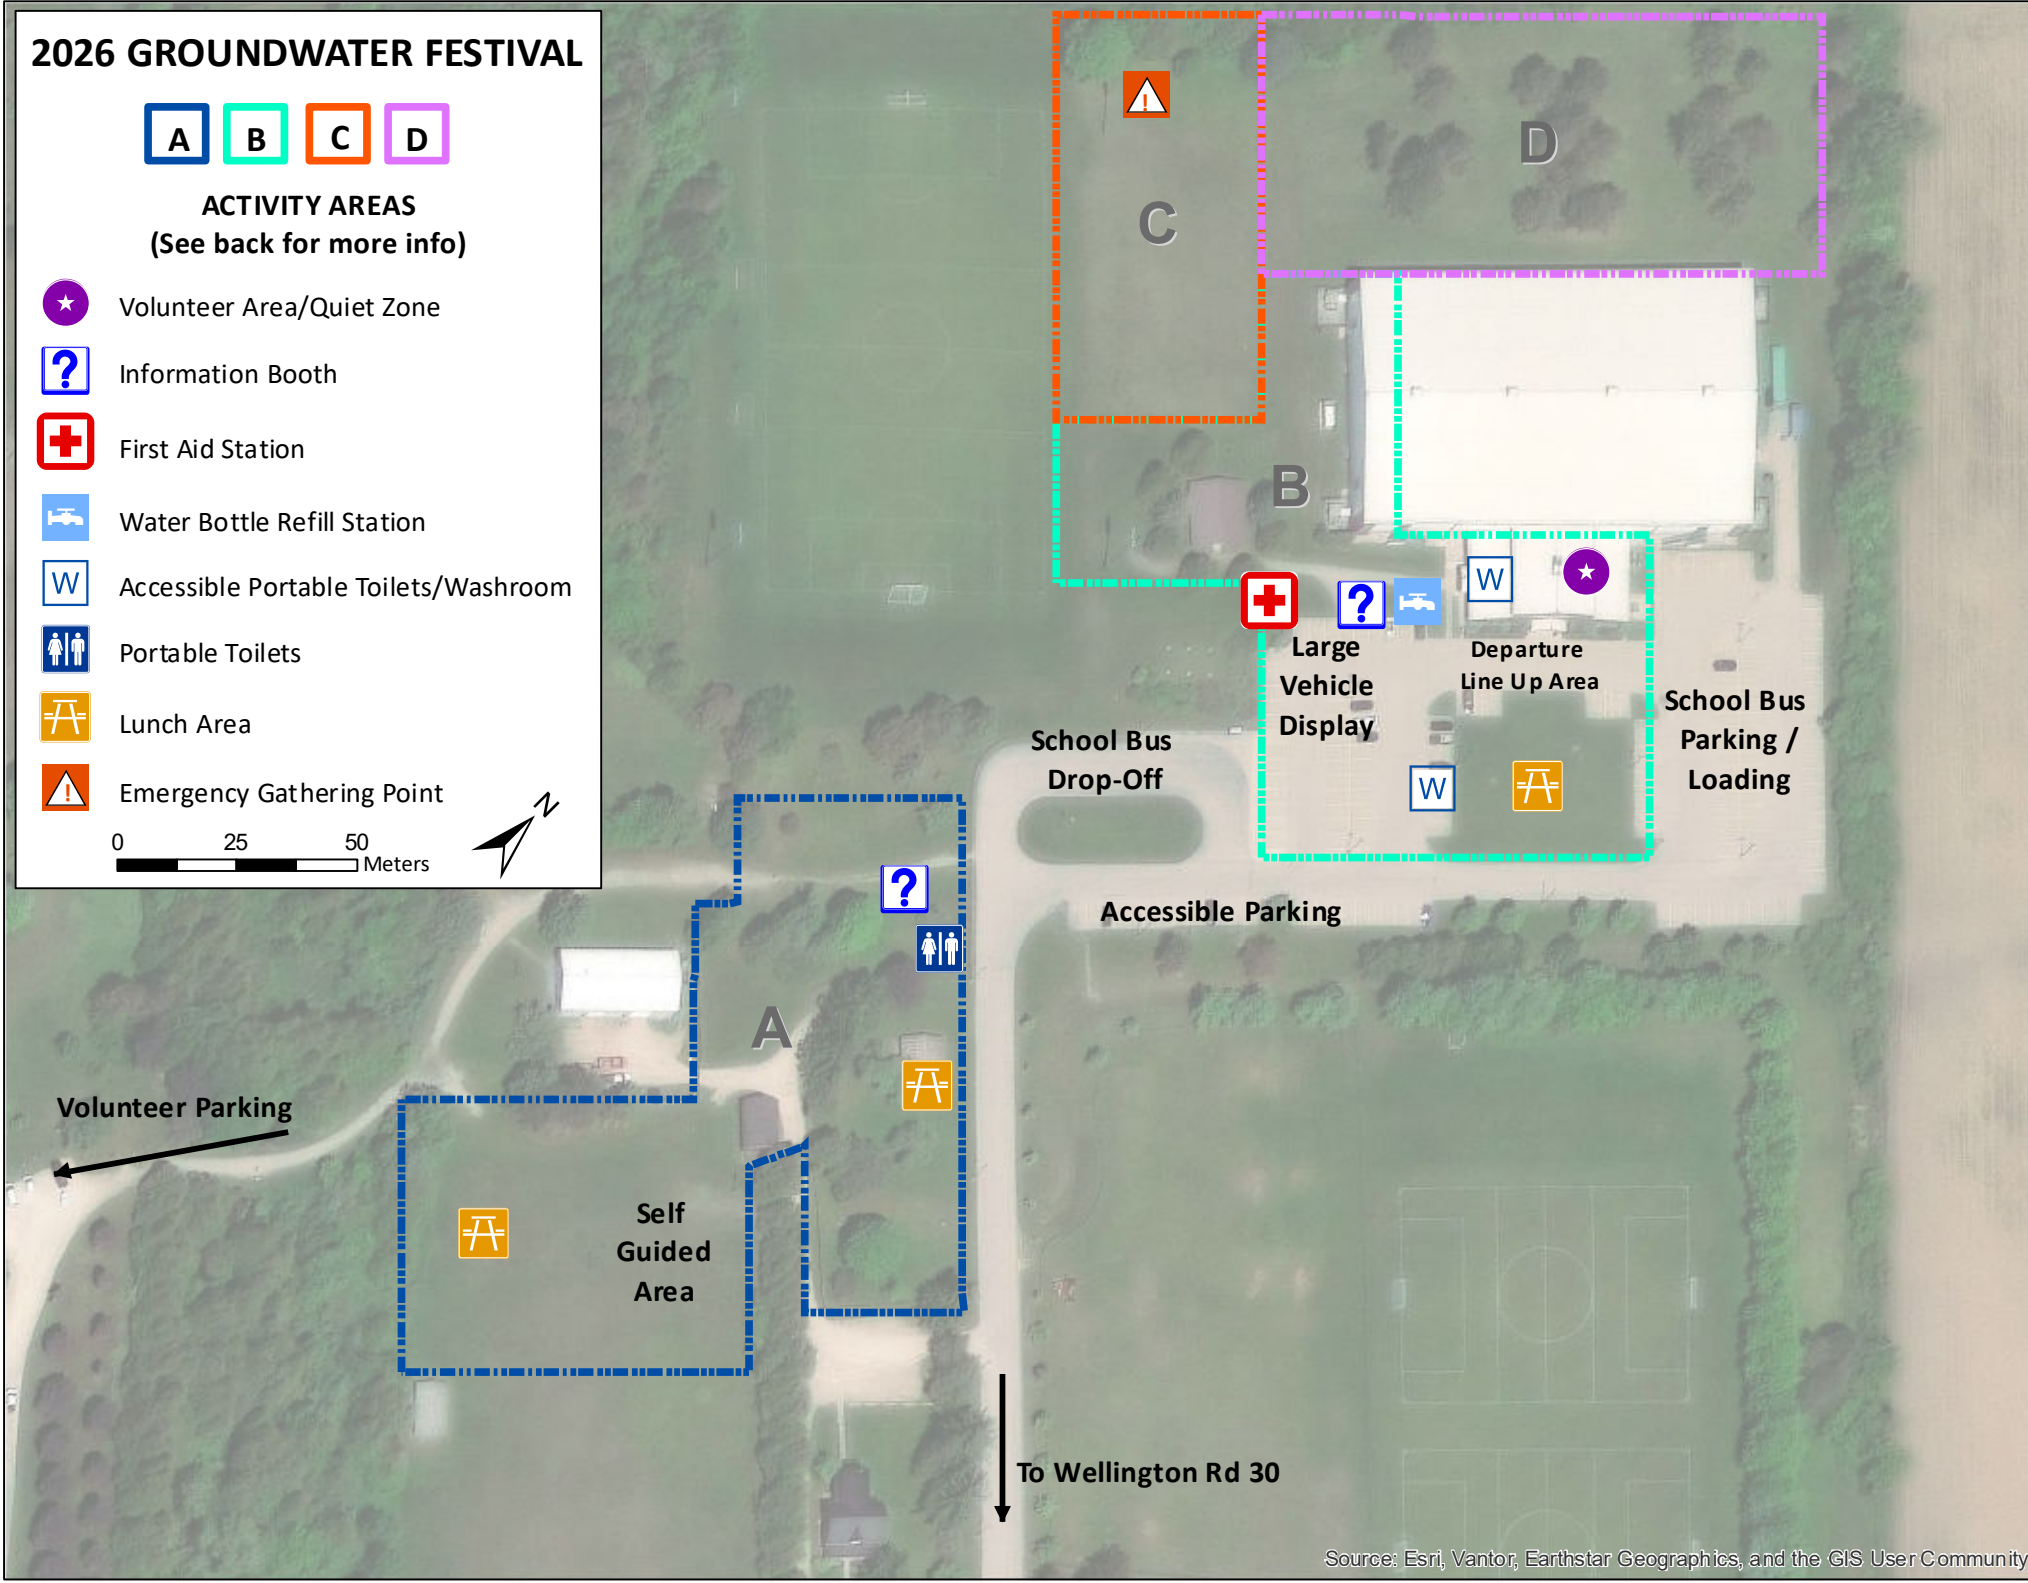 2026 GROUNDWATER FESTIVAL
A B C D
ACTIVITY AREAS
(See back for more info)
Volunteer Area/Quiet Zone
? Information Booth
First Aid Station
Water Bottle Refill Station
W Accessible Portable Toilets/Washroom
Portable Toilets
Lunch Area
! Emergency Gathering Point
N
0 25 50
Meters
!
D
C
B
W
?
Large
Vehicle
Display
Departure
Line Up Area
School Bus
Parking /
Loading
School Bus
Drop-Off
W
?
Accessible Parking
A
Volunteer Parking
Self
Guided
Area
To Wellington Rd 30
Source: Esri, Vantor, Earthstar Geographics, and the GIS User Community